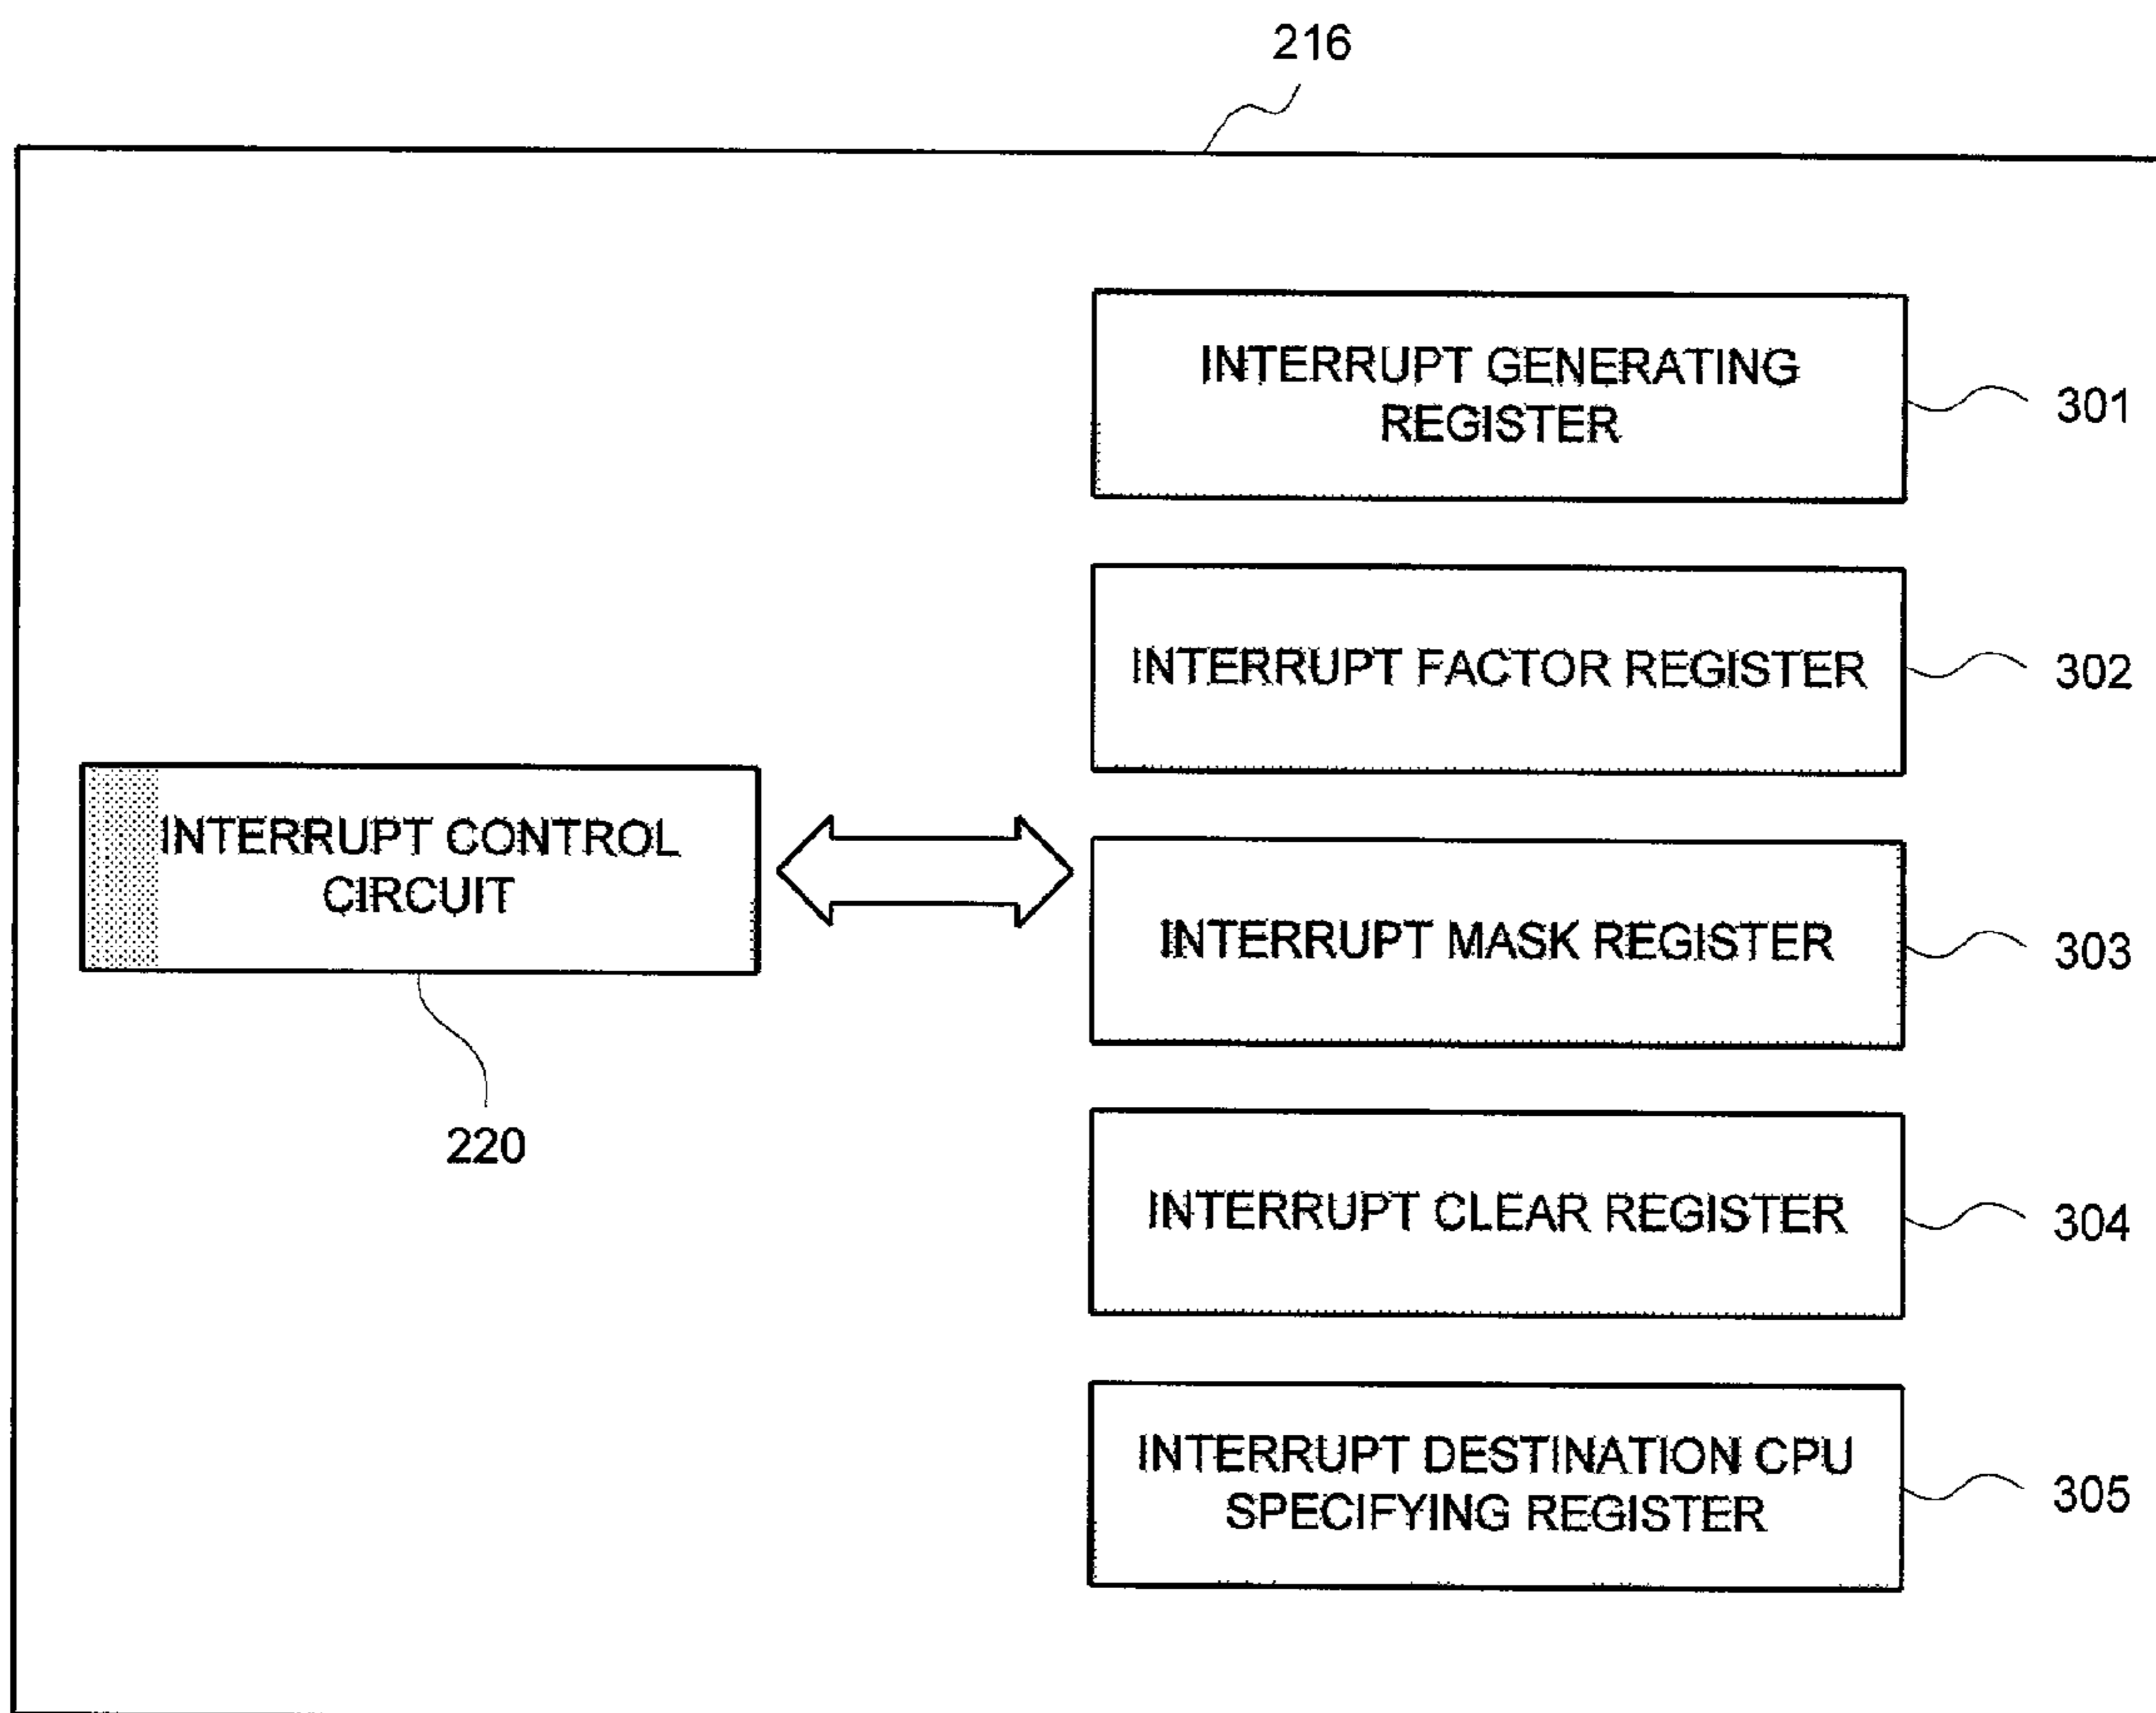 216
INTERRUPT GENERATING
REGISTER
301
INTERRUPT FACTOR REGISTER
302
INTERRUPT CONTROL
CIRCUIT
220
INTERRUPT MASK REGISTER
303
INTERRUPT CLEAR REGISTER
304
INTERRUPT DESTINATION CPU
SPECIFYING REGISTER
305